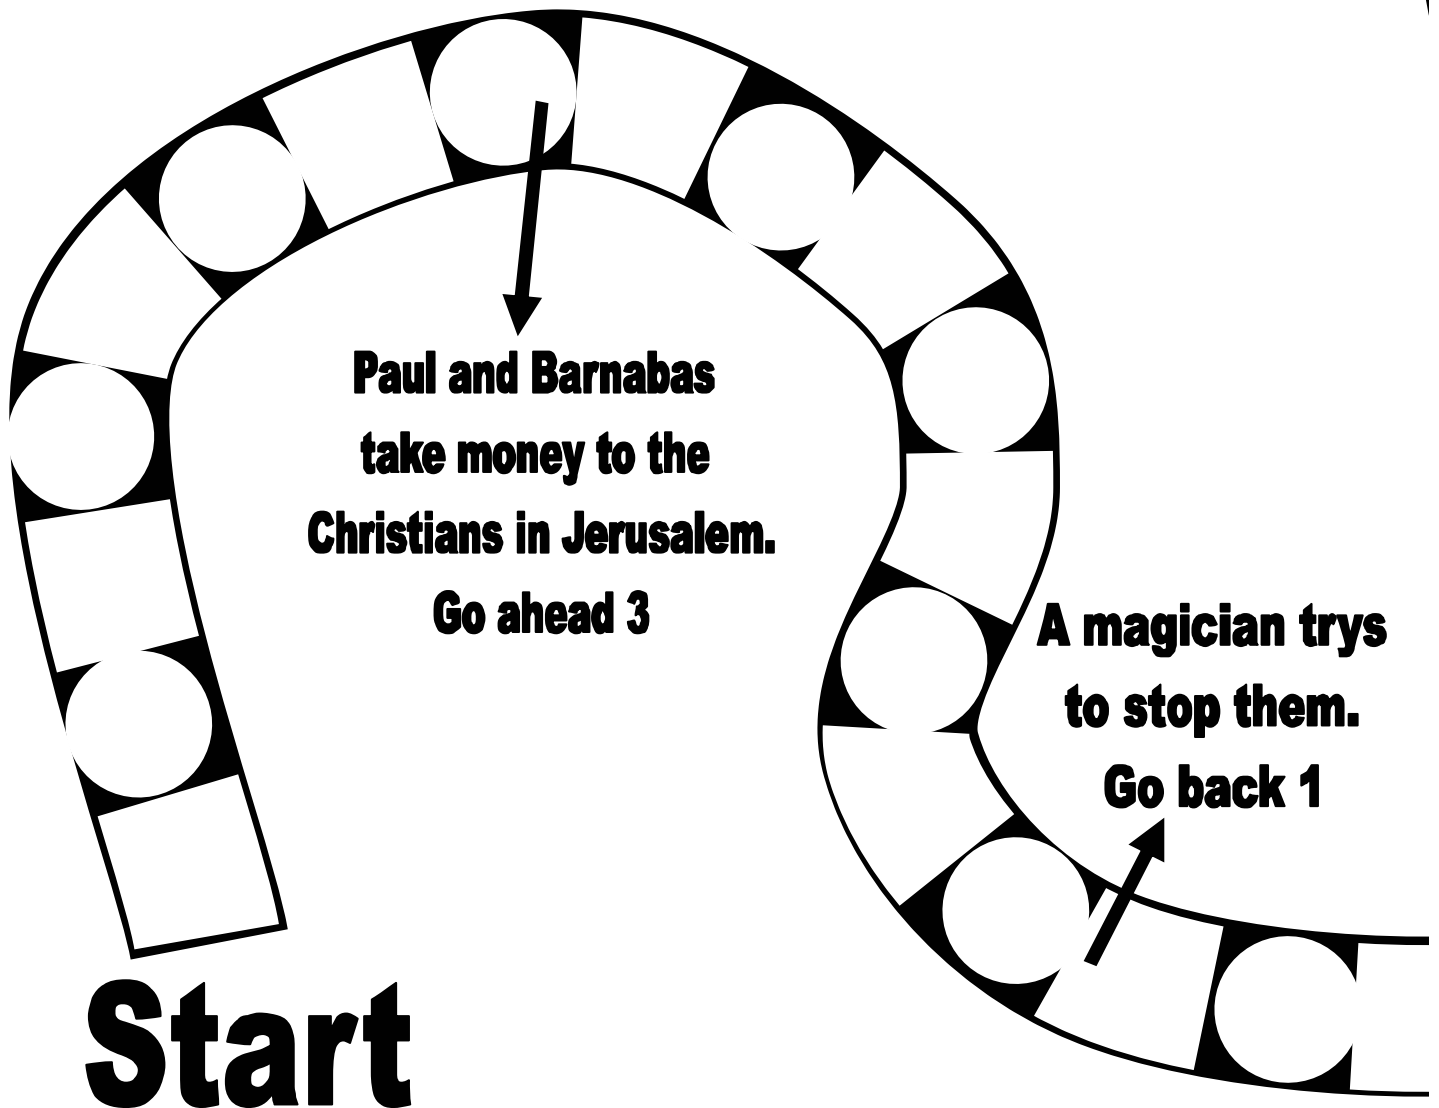 Paul and Barnabas
take money to the
Christians in Jerusalem.
Go ahead 3
A magician trys
to stop them.
Go back 1
Start